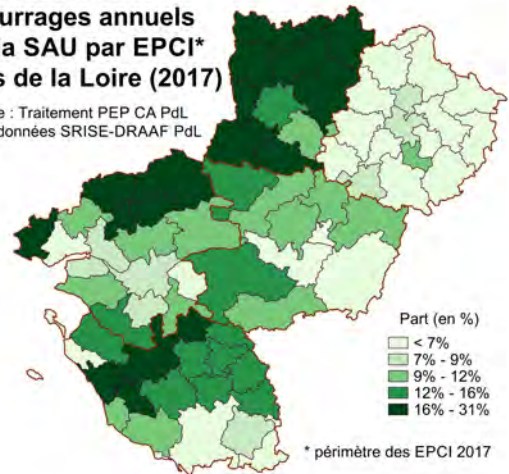 urrages annuels
a SAU par EPCI*
s de la Loire (2017)
e : Traitement PEP CA PdL
données SRISE-DRAAF PdL
Part (en %)
< 7%
7% - 9%
9% - 12%
12% - 16%
16% - 31%
* périmètre des EPCI 2017